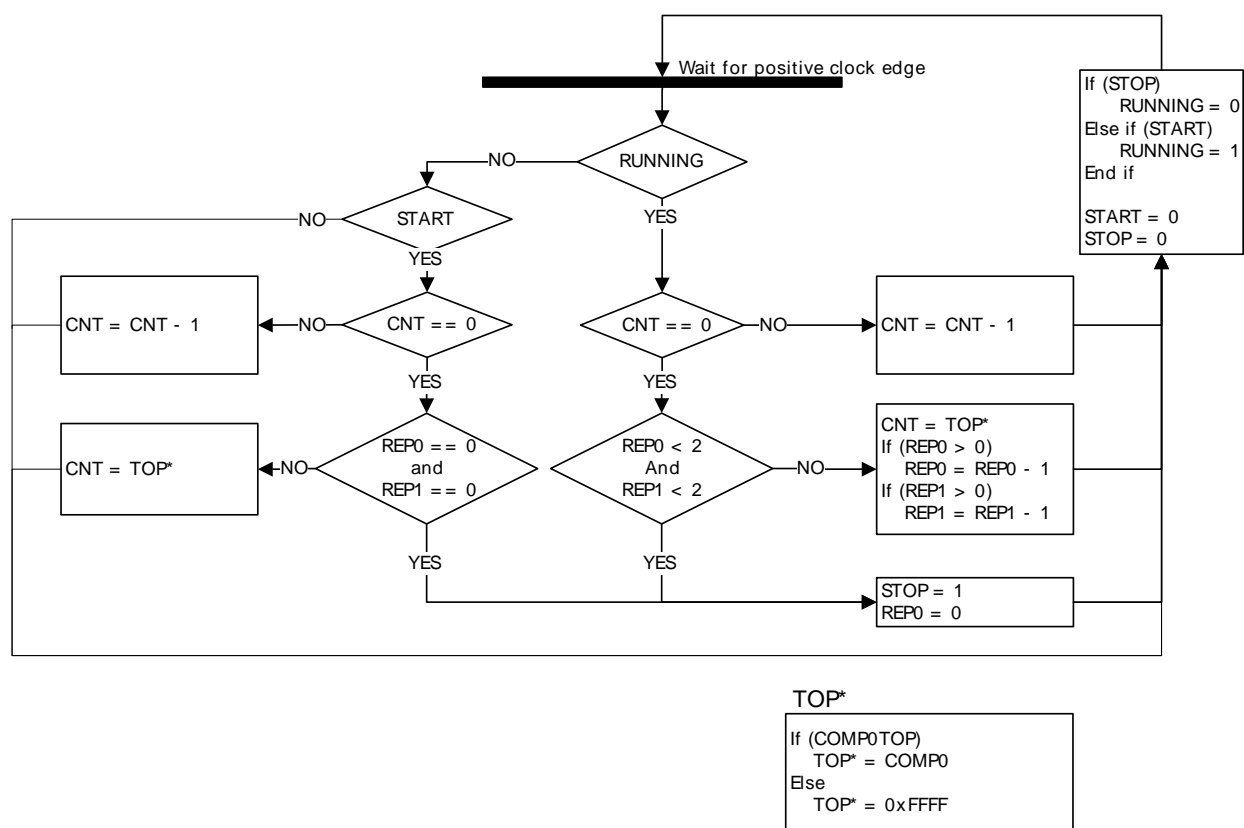 Wait for positive clock edge
If (STOP)
RUNNING = 0
Else if (START)
RUNNING = 1
End if
START = 0
STOP = 0
RUNNING
NO
YES
START
NO
YES
CNT == 0
NO
CNT = CNT - 1
YES
CNT == 0
NO
CNT = CNT - 1
YES
REP0 == 0
and
REP1 == 0
NO
CNT = TOP*
YES
REP0 < 2
And
REP1 < 2
NO
CNT = TOP*
If (REP0 > 0)
REP0 = REP0 - 1
If (REP1 > 0)
REP1 = REP1 - 1
YES
STOP = 1
REP0 = 0
TOP*
If (COMP0TOP)
TOP* = COMP0
Else
TOP* = 0xFFFF